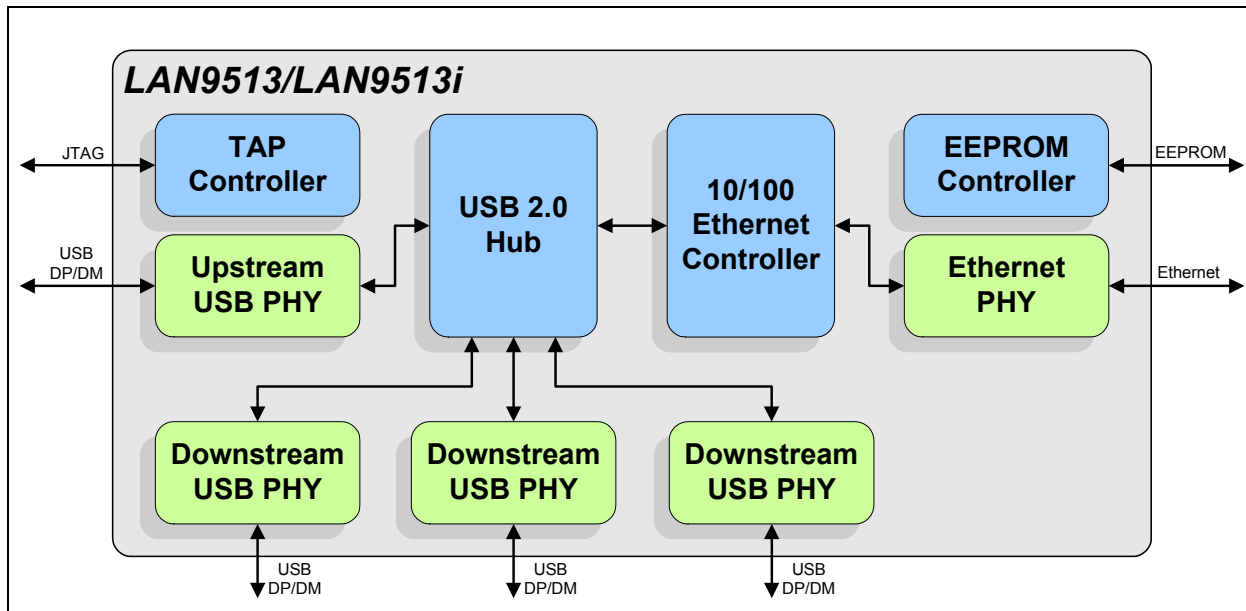 LAN9513/LAN9513i
TAP
Controller
JTAG
USB 2.0
Hub
10/100
Ethernet
Controller
EEPROM
Controller
EEPROM
USB
DP/DM
Upstream
USB PHY
Ethernet
PHY
Ethernet
Downstream
USB PHY
Downstream
USB PHY
Downstream
USB PHY
USB
DP/DM
USB
DP/DM
USB
DP/DM